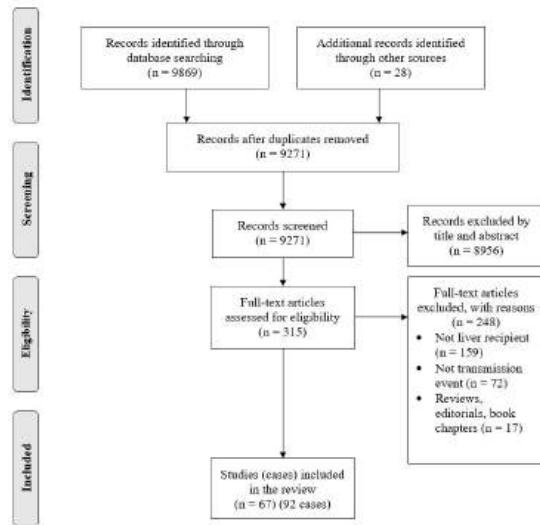 Identification
Records identified through
database searching
(n = 9869)
Additional records identified
through other sources
(n = 28)
Records after duplicates removed
(n = 9271)
Screening
Records screened
(n = 9271)
Records excluded by
title and abstract
(n = 8956)
Eligibility
Full-text articles
assessed for eligibility
(n = 315)
Full-text articles
excluded, with reasons
(n = 248)
• Not liver recipient
(n = 159)
• Not transmission
event (n = 72)
• Reviews,
editorials, book
chapters (n = 17)
Included
Studies (cases) included
in the review
(n = 67) (92 cases)